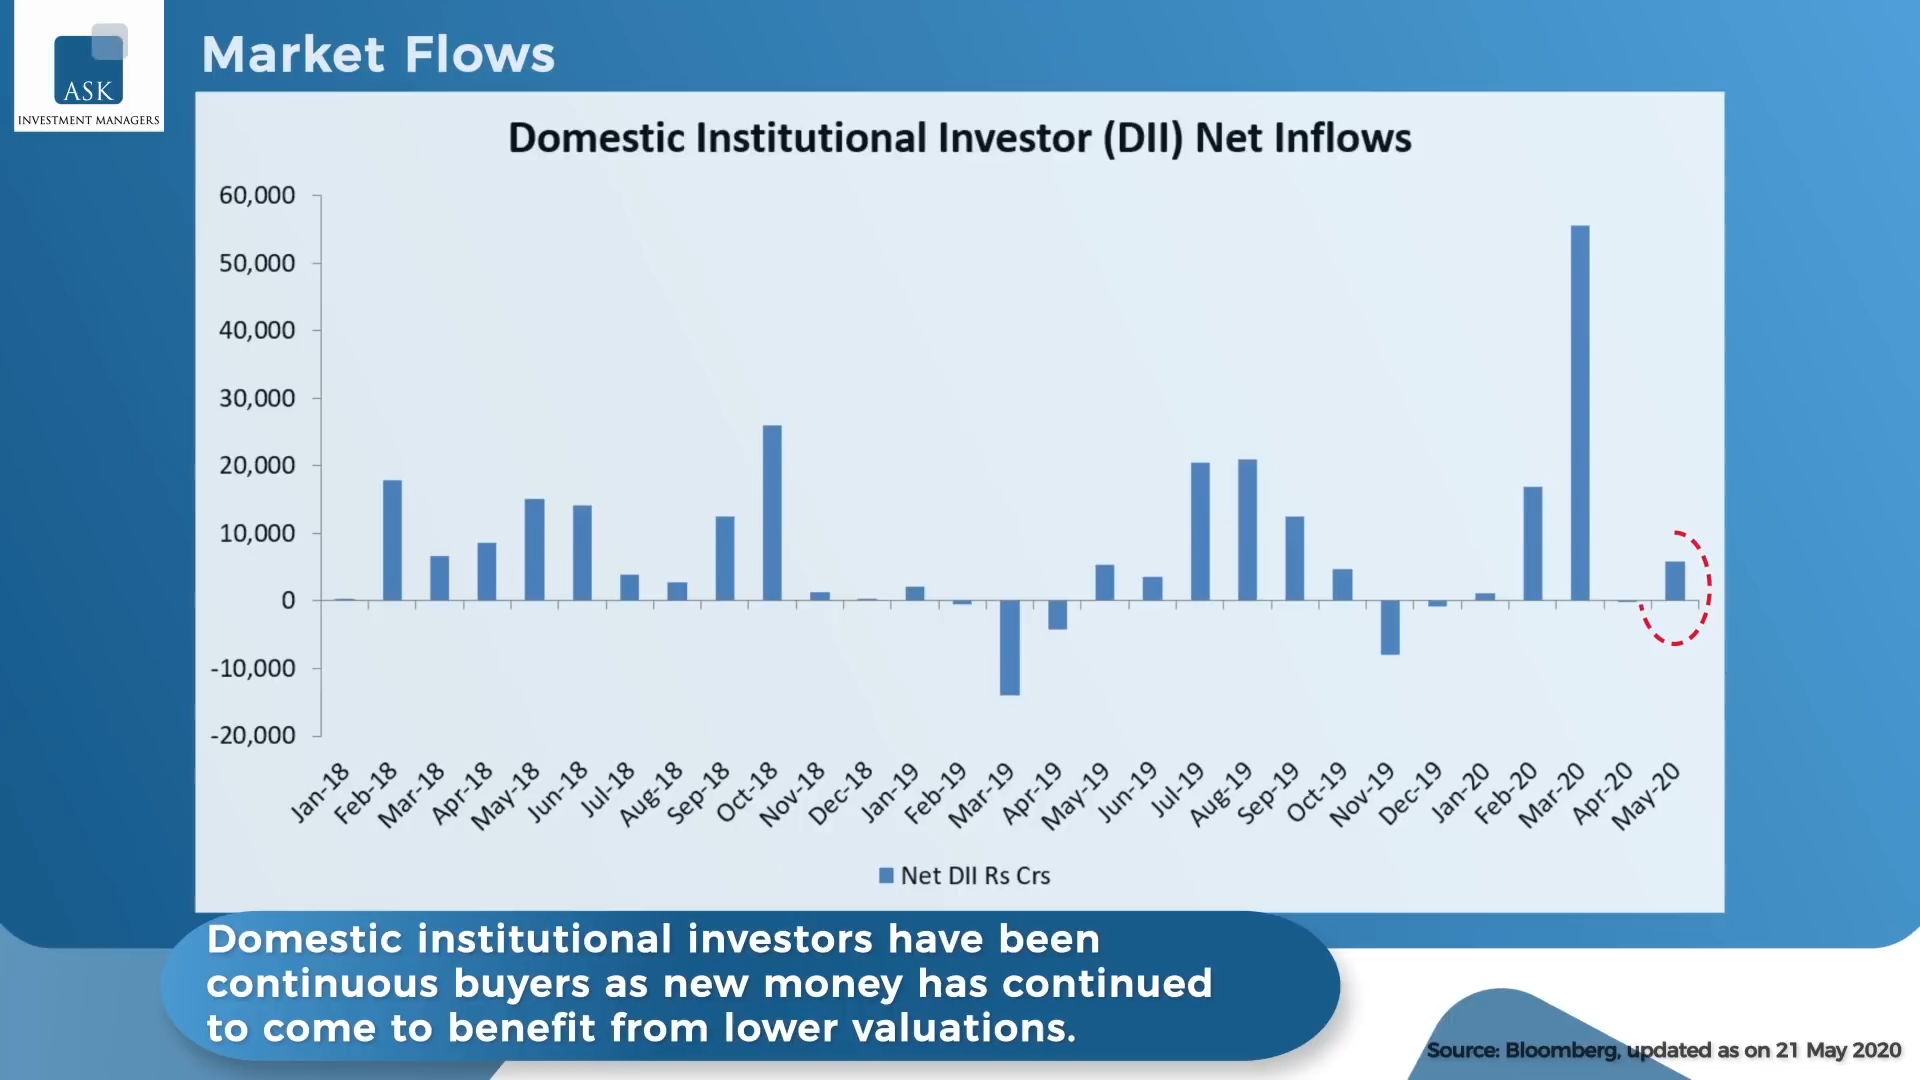 ASK
INVESTMENT MANAGERS
Market Flows
Domestic Institutional Investor (DII) Net Inflows
60,000
50,000
40,000
30,000
20,000
10,000
0
-10,000
-20,000
Jan-18
Feb-18
Mar-18
Apr-18
May-18
Jun-18
Jul-18
Aug-18
Sep-18
Oct-18
Nov-18
Dec-18
Jan-19
Feb-19
Mar-19
Apr-19
May-19
Jun-19
Jul-19
Aug-19
Sep-19
Oct-19
Nov-19
Dec-19
Jan-20
Feb-20
Mar-20
Apr-20
May-20
Net DII Rs Crs
Domestic institutional investors have been
continuous buyers as new money has continued
to come to benefit from lower valuations.
Source: Bloomberg, updated as on 21 May 2020